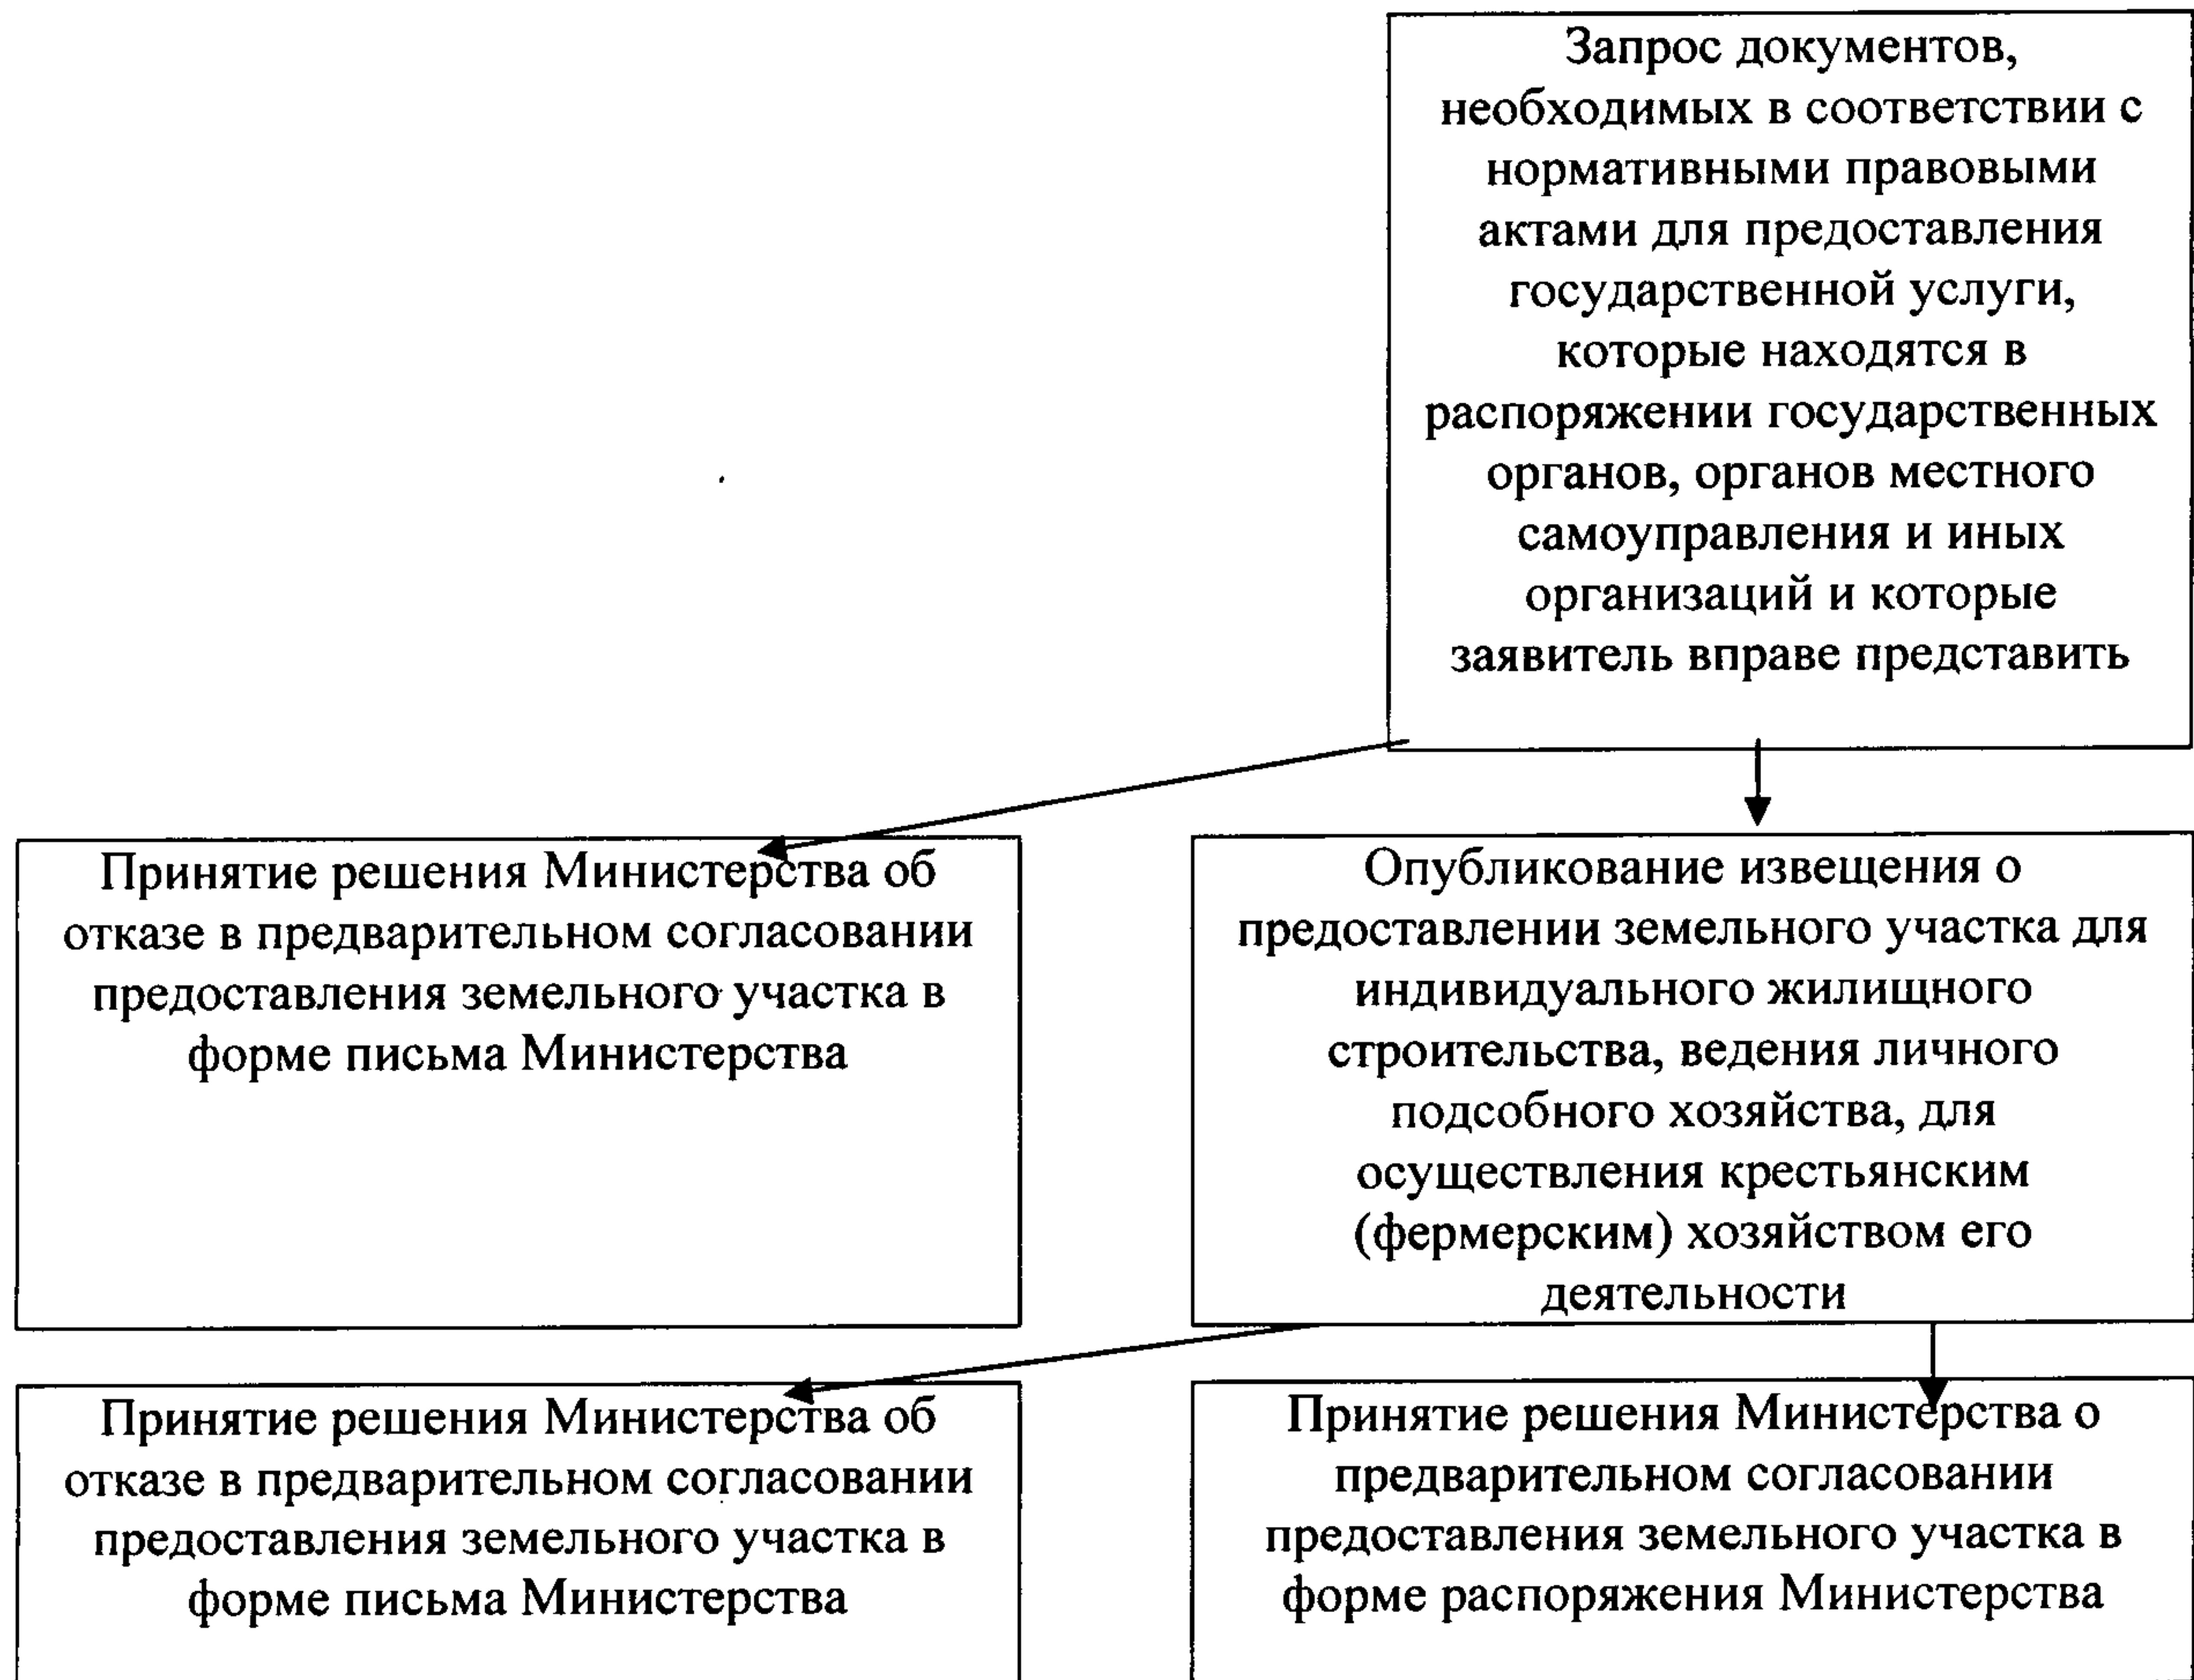 Запрос документов,
необходимых в соответствии с
нормативными правовыми
актами для предоставления
государственной услуги,
которые находятся в
распоряжении государственных
органов, органов местного
самоуправления и иных
организаций и которые
заявитель вправе представить
Принятие решения Министерства об
отказе в предварительном согласовании
предоставления земельного участка в
форме письма Министерства
Опубликование извещения о
предоставлении земельного участка для
индивидуального жилищного
строительства, ведения личного
подсобного хозяйства, для
осуществления крестьянским
(фермерским) хозяйством его
деятельности
Принятие решения Министерства об
отказе в предварительном согласовании
предоставления земельного участка в
форме письма Министерства
Принятие решения Министерства о
предварительном согласовании
предоставления земельного участка в
форме распоряжения Министерства